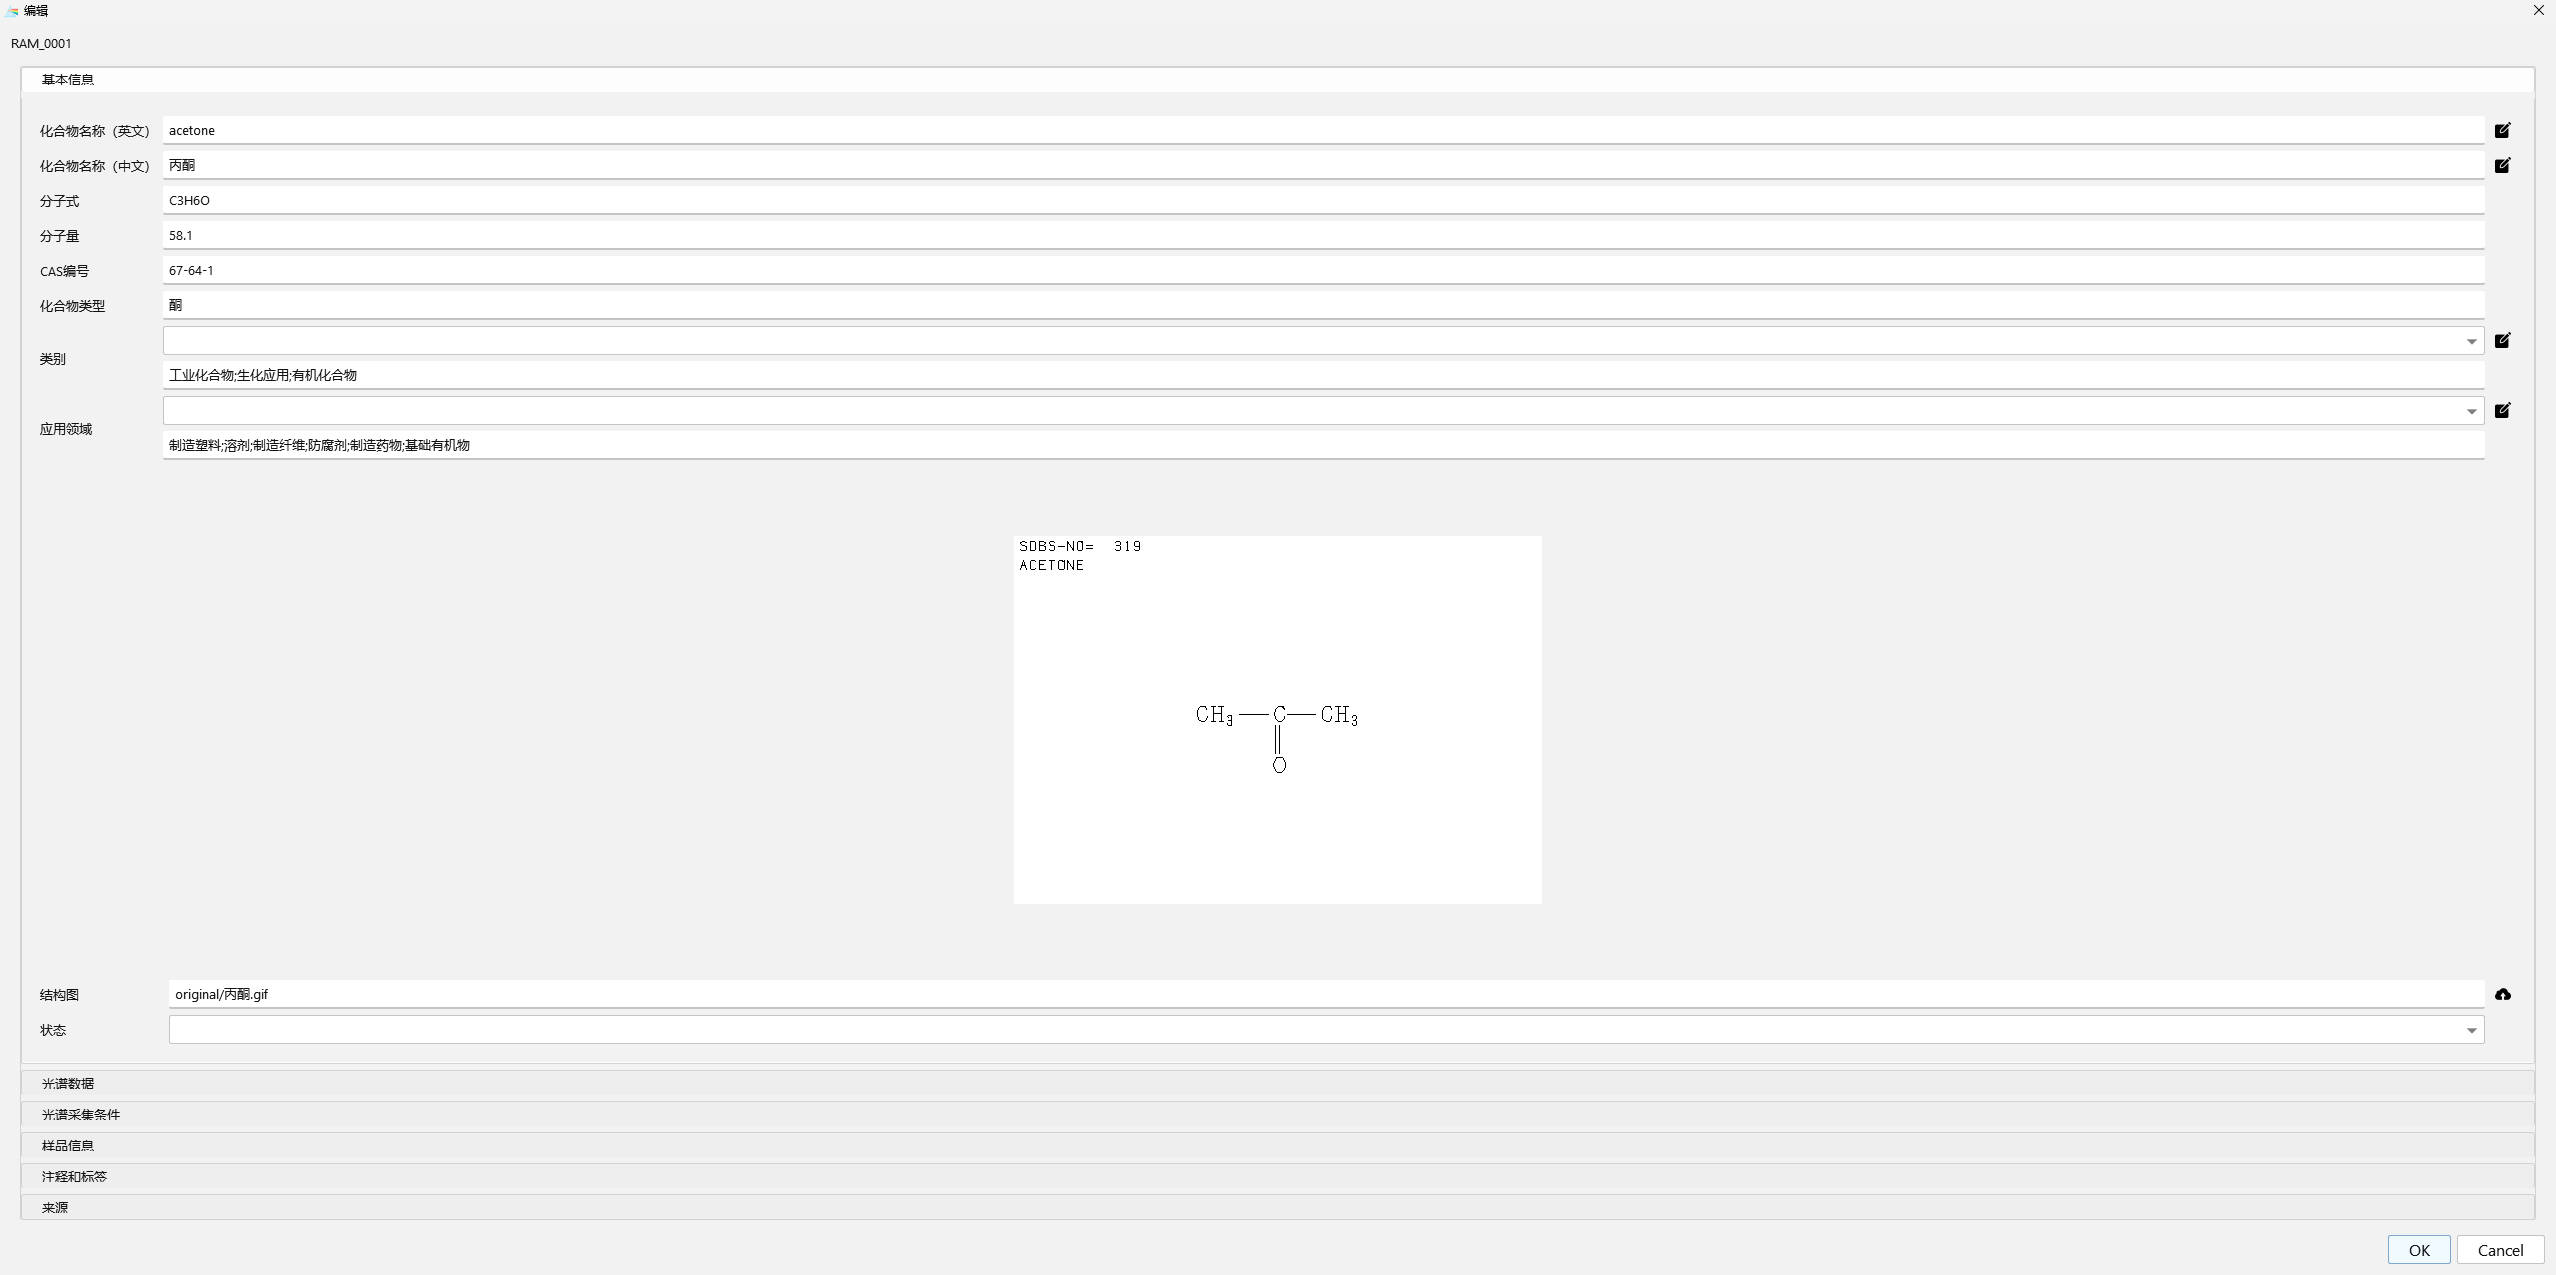 编辑
RAM_0001
基本信息
化合物名称（英文） acetone
化合物名称（中文） 丙酮
分子式 C3H6O
分子量 58.1
CAS编号 67-64-1
化合物类型 酮
类别
工业化合物;生化应用;有机化合物
应用领域
制造塑料;溶剂;制造纤维;防腐剂;制造药物;基础有机物
SDBS-NO= 319
ACETONE
CH3 C CH3
O
结构图 original/丙酮.gif
状态
光谱数据
光谱采集条件
样品信息
注释和标签
来源
OK Cancel